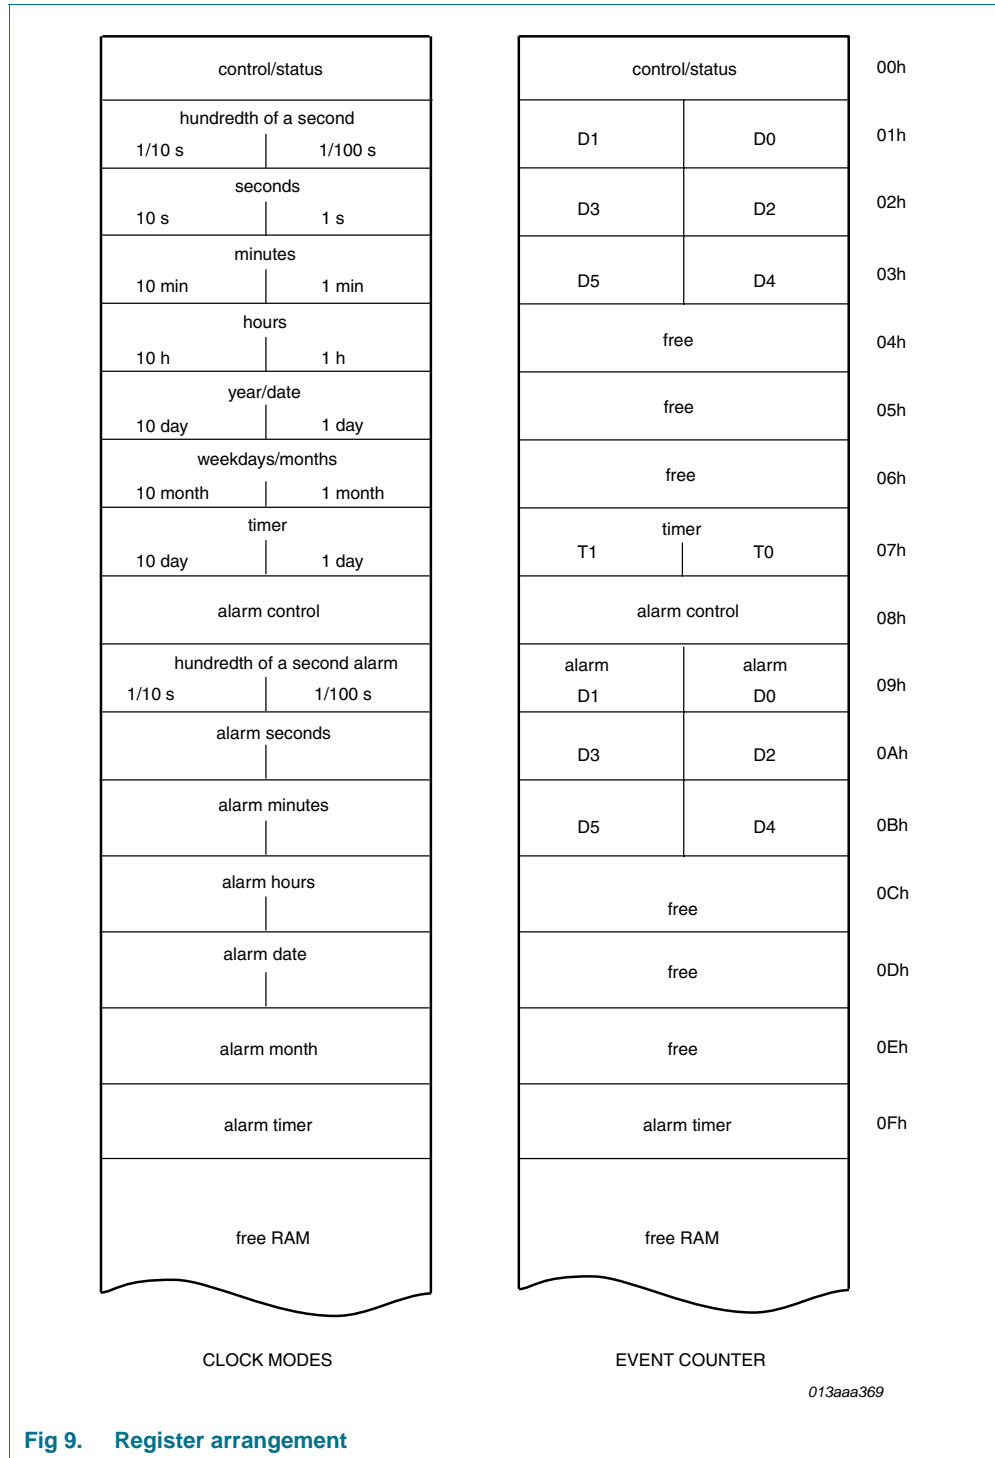 control/status control/status 00h
hundredth of a second
1/10 s 1/100 s D1 D0 01h
seconds
10 s 1 s D3 D2 02h
minutes
10 min 1 min D5 D4 03h
hours
10 h 1 h free 04h
year/date
10 day 1 day free 05h
weekdays/months
10 month 1 month free 06h
timer timer
10 day 1 day T1 T0 07h
alarm control alarm control 08h
hundredth of a second alarm alarm alarm
1/10 s 1/100 s D1 D0 09h
alarm seconds D3 D2 0Ah
alarm minutes D5 D4 0Bh
alarm hours free 0Ch
alarm date free 0Dh
alarm month free 0Eh
alarm timer alarm timer 0Fh
free RAM free RAM
CLOCK MODES EVENT COUNTER
013aaa369
Fig 9. Register arrangement